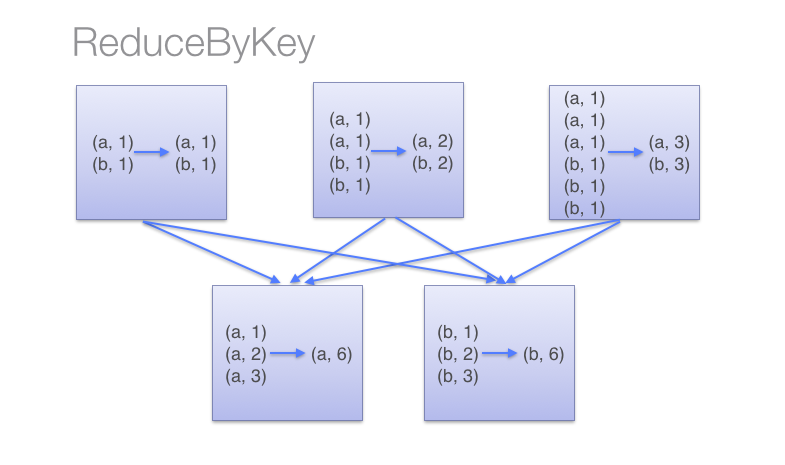 ReduceByKey
(a, 1)
(b, 1)
(a, 1)
(b, 1)
(a, 1)
(a, 1)
(b, 1)
(b, 1)
(a, 2)
(b, 2)
(a, 1)
(a, 1)
(a, 1)
(b, 1)
(b, 1)
(b, 1)
(a, 3)
(b, 3)
(a, 1)
(a, 2)
(a, 3)
(a, 6)
(b, 1)
(b, 2)
(b, 3)
(b, 6)